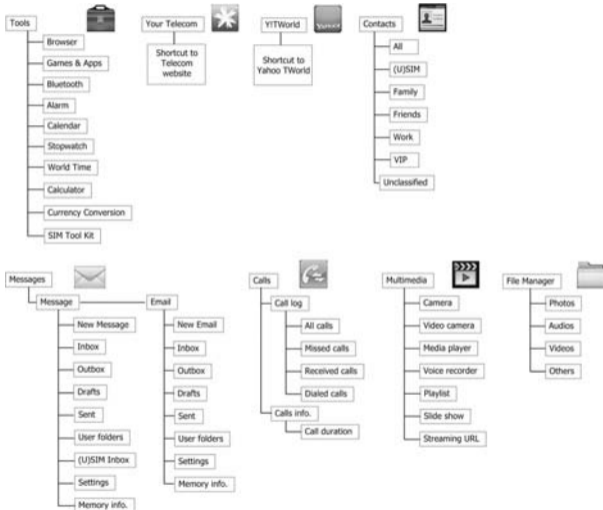 Tools
Browser
Games & Apps
Bluetooth
Alarm
Calendar
Stopwatch
World Time
Calculator
Currency Conversion
SIM Tool Kit
Your Telecom
Shortcut to
Telecom
website
Y!TWorld
YAHOO!
Shortcut to
Yahoo TWorld
Contacts
All
(U)SIM
Family
Friends
Work
VIP
Unclassified
Messages
Message
New Message
Inbox
Outbox
Drafts
Sent
User folders
(U)SIM Inbox
Settings
Memory info.
Email
New Email
Inbox
Outbox
Drafts
Sent
User folders
Settings
Memory info.
Calls
Call log
All calls
Missed calls
Received calls
Dialed calls
Calls info.
Call duration
Multimedia
Camera
Video camera
Media player
Voice recorder
Playlist
Slide show
Streaming URL
File Manager
Photos
Audios
Videos
Others